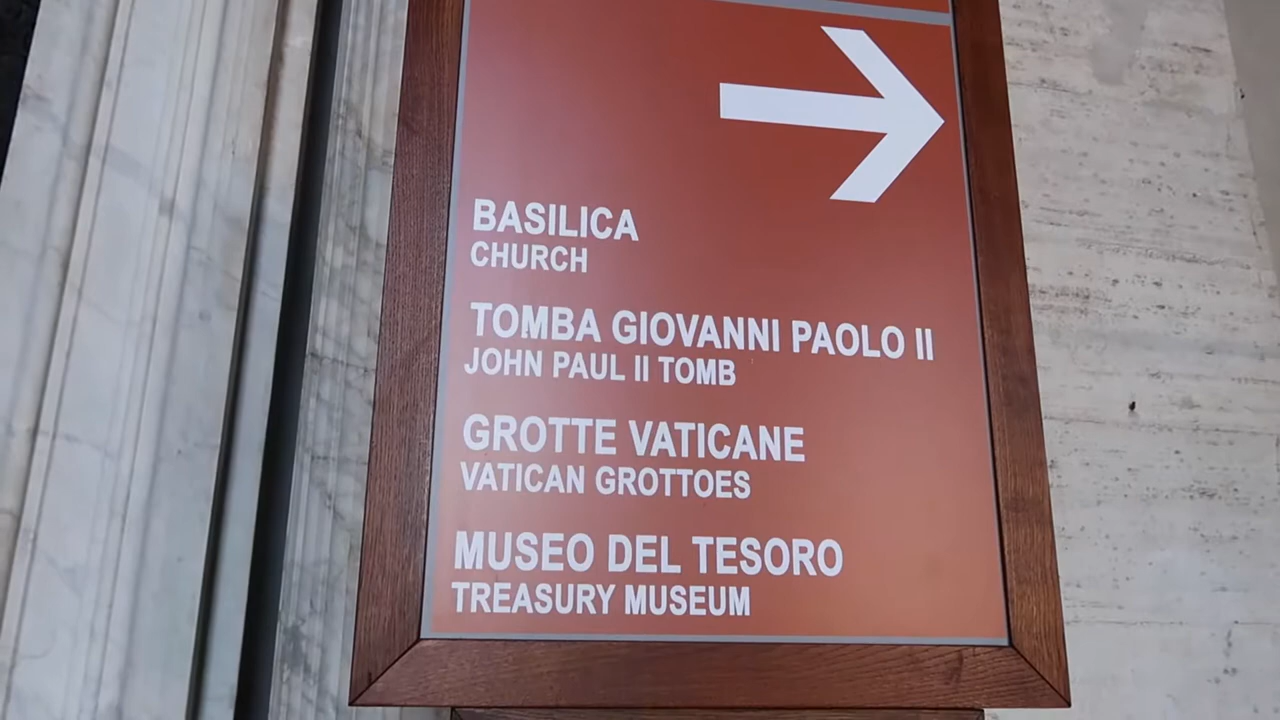 BASILICA
CHURCH
TOMBA GIOVANNI PAOLO II
JOHN PAUL II TOMB
GROTTE VATICANE
VATICAN GROTTOES
MUSEO DEL TESORO
TREASURY MUSEUM